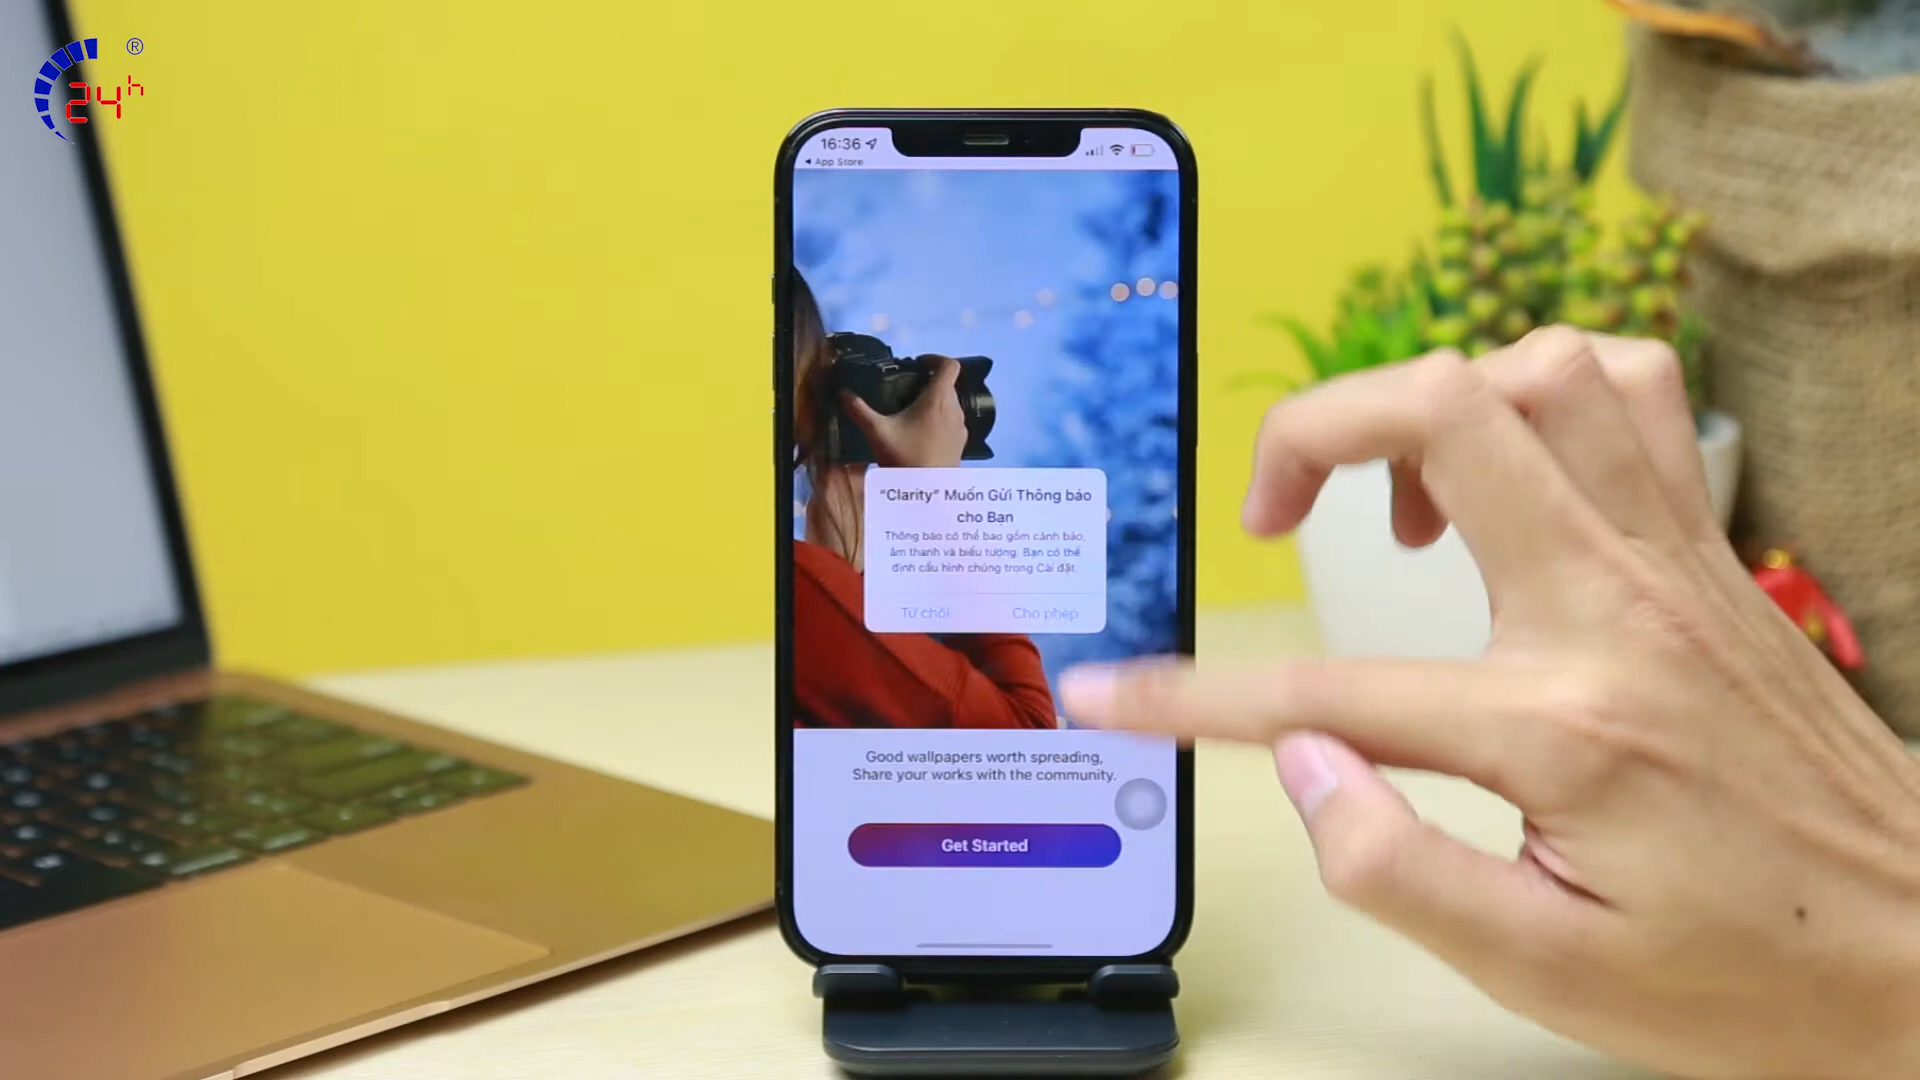 24h
®
16:36
App Store
"Clarity" Muốn Gửi Thông báo
cho Bạn
Thông báo có thể bao gồm cảnh báo,
âm thanh và biểu tượng. Bạn có thể
định cấu hình chúng trong Cài đặt.
Từ chối
Cho phép
Good wallpapers worth spreading,
Share your works with the community.
Get Started